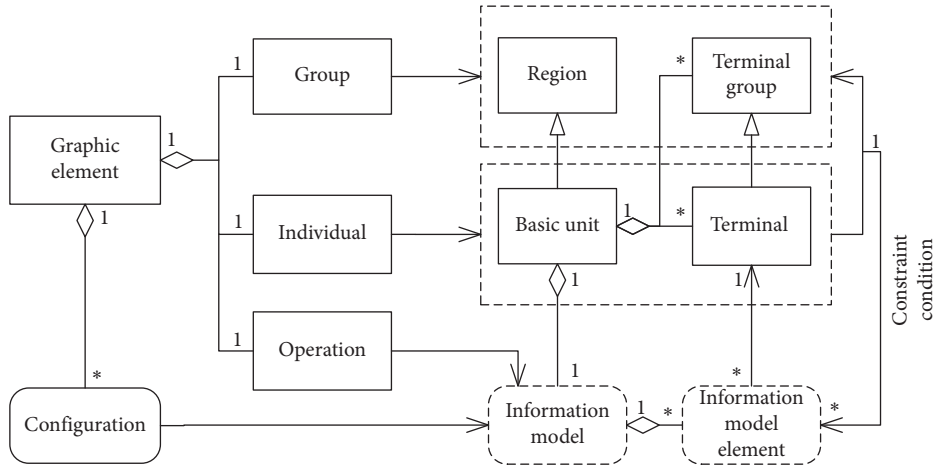 1
Group
Region
*
Terminal
group
Graphic
element
1
1
1
1
Individual
Basic unit
1
*
Terminal
1
1
1
Operation
Constraint
condition
*
1
*
Configuration
Information
model
1
*
Information
model
element
*